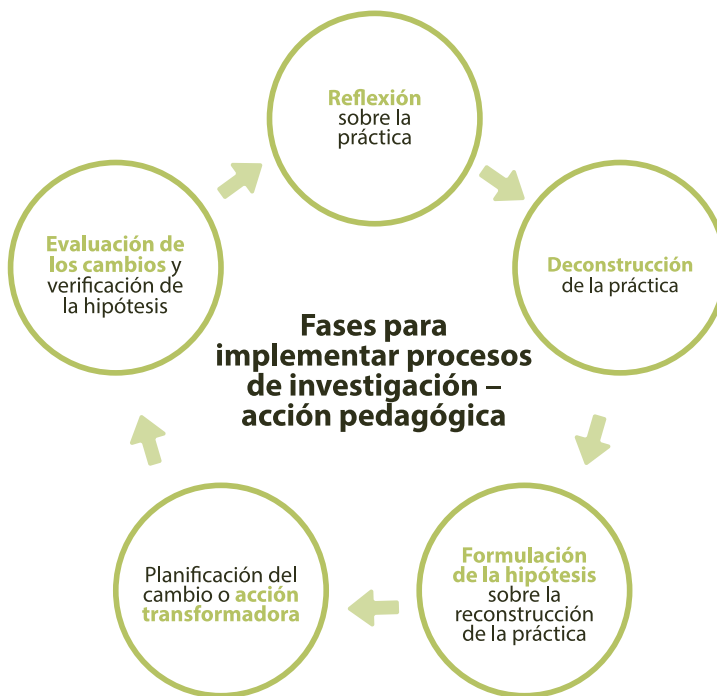 Reflexión
sobre la
práctica
Deconstrucción
de la práctica
Formulación
de la hipótesis
sobre la
reconstrucción
de la práctica
Planificación del
cambio o acción
transformadora
Evaluación de
los cambios y
verificación de
la hipótesis
Fases para
implementar procesos
de investigación –
acción pedagógica